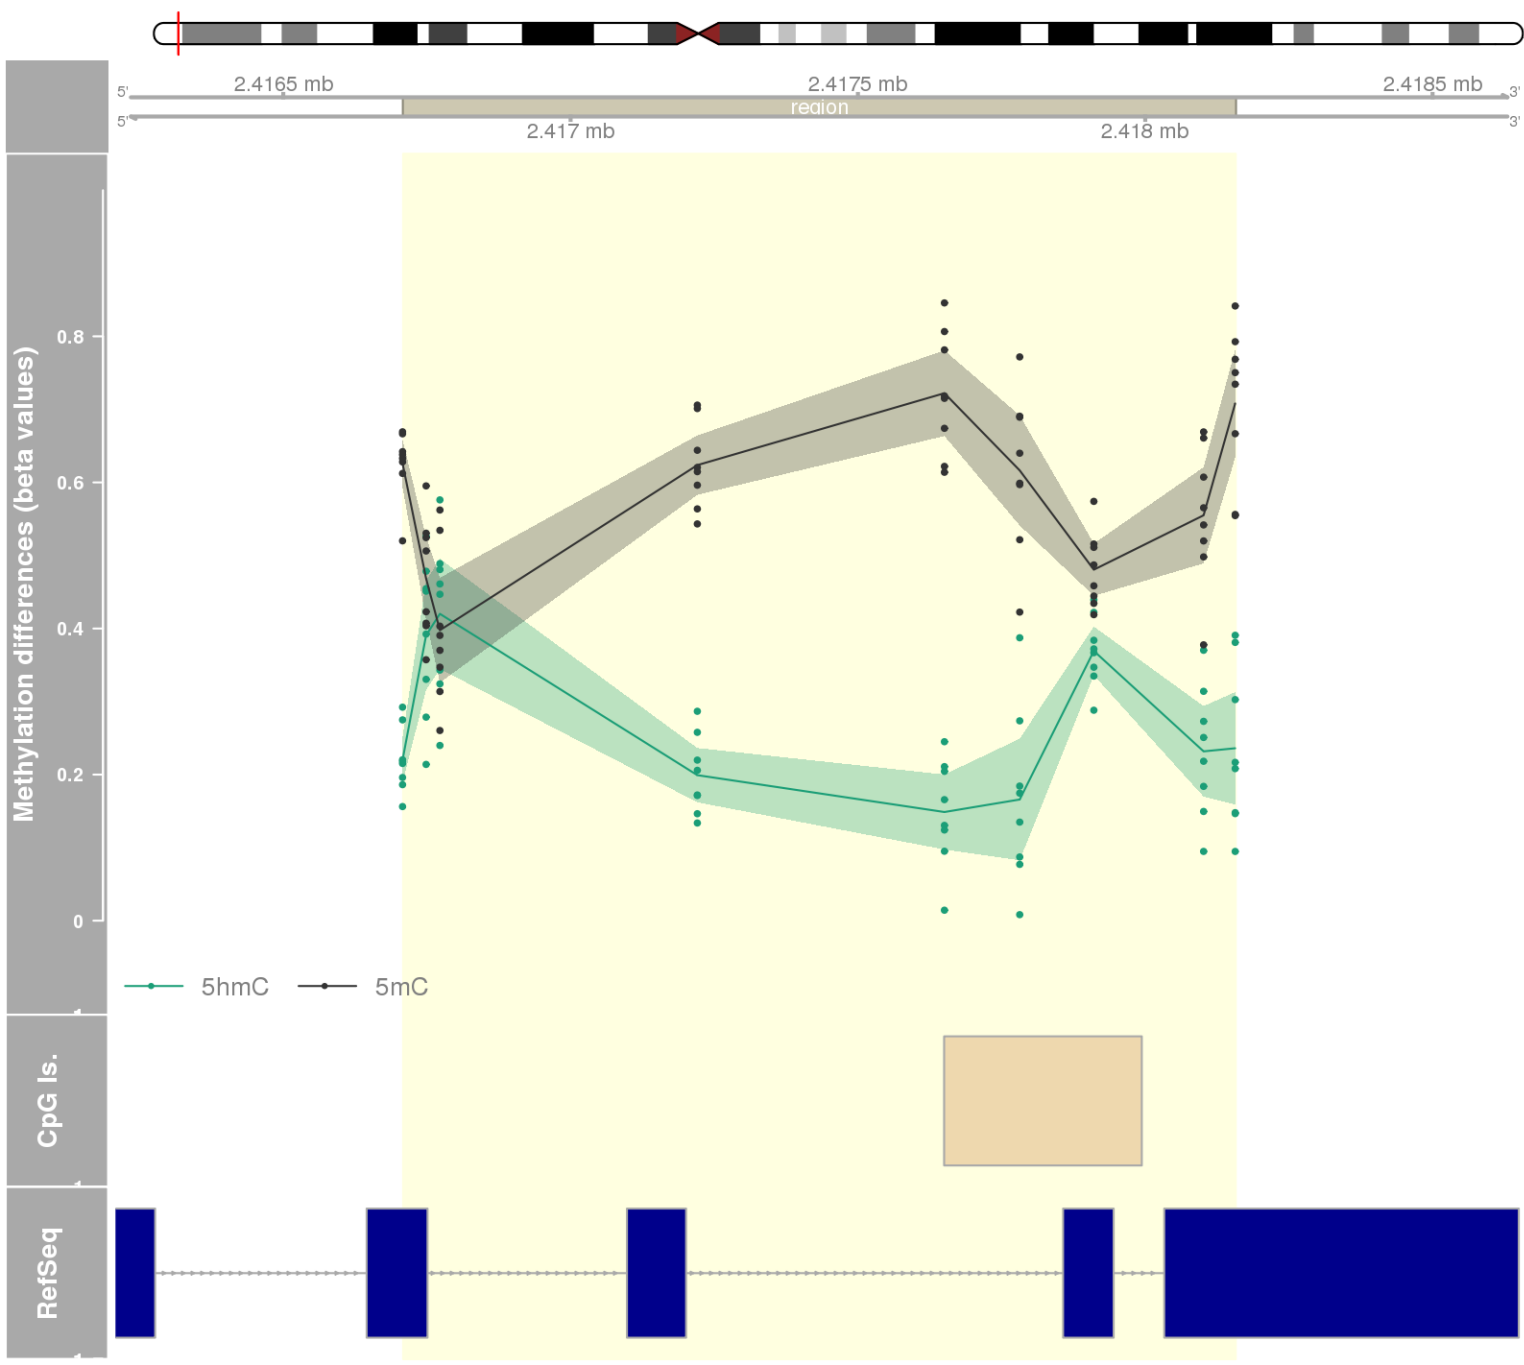 2.4165 mb 2.4175 mb 2.4185 mb
5' 3'
region
5' 3'
2.417 mb 2.418 mb
Methylation differences (beta values)
0.8
0.6
0.4
0.2
0
5hmC 5mC
CpG Is.
RefSeq